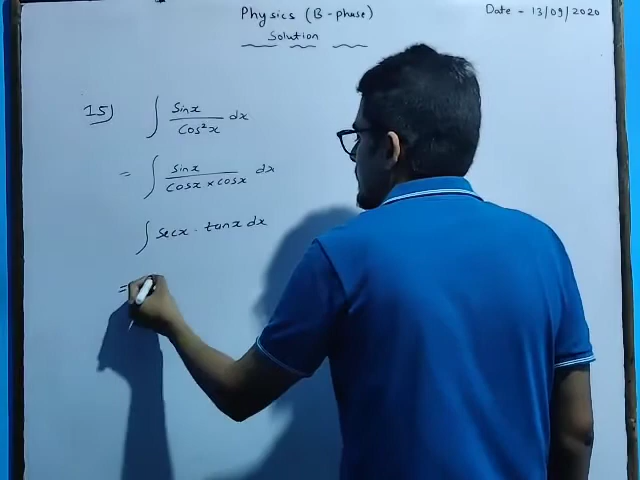 Physics (B-phase)
Date - 13/09/2020
Solution
15) ∫ Sinx / Cos²x dx
= ∫ Sinx / Cosx × Cosx dx
∫ Secx · tanx dx
=